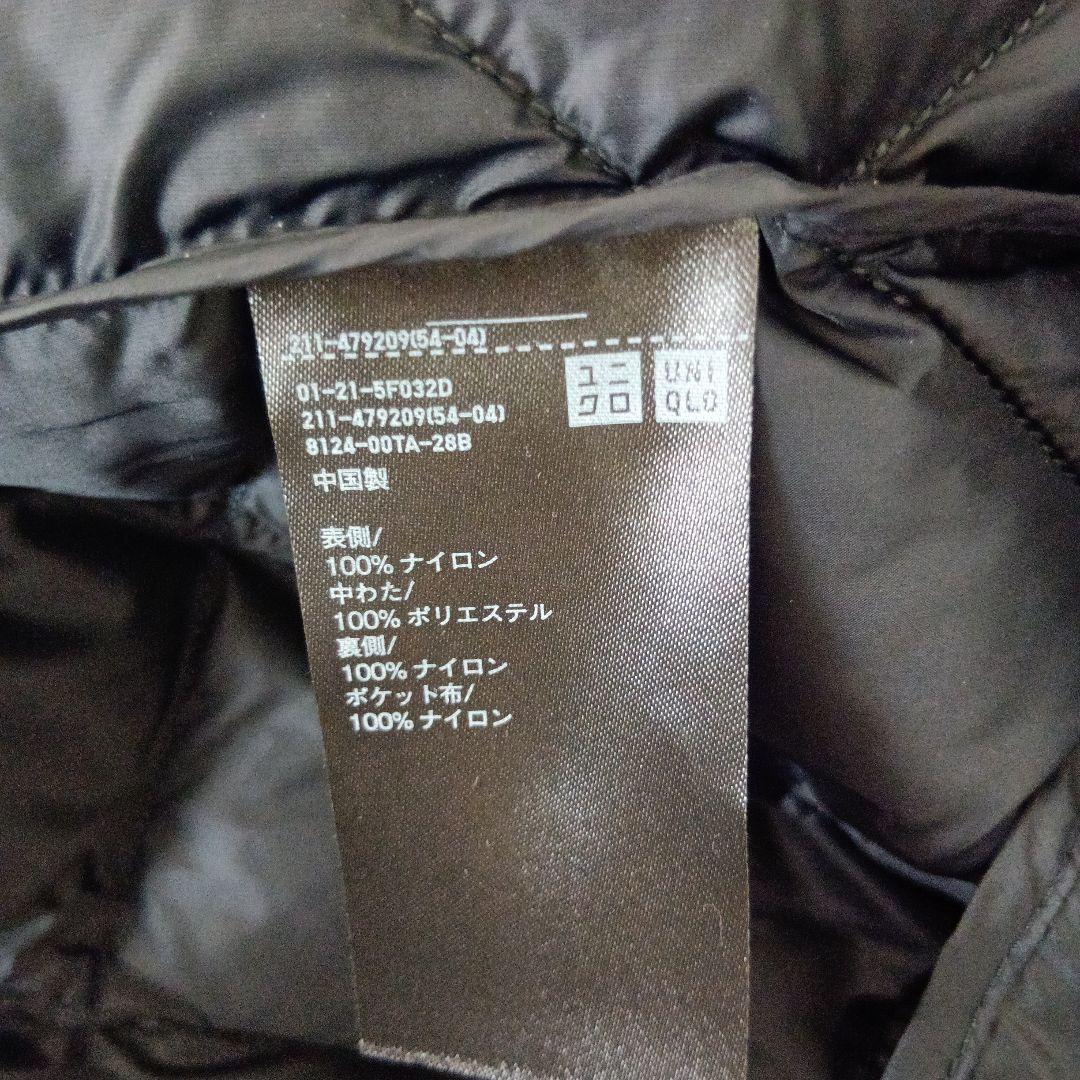 211-479209(54-04)
01-21-5F032D
211-479209(54-04)
8124-00TA-28B
中国製
ユニ
クロ
UNI
QLO
表側/
100% ナイロン
中わた/
100% ポリエステル
裏側/
100% ナイロン
ポケット布/
100% ナイロン